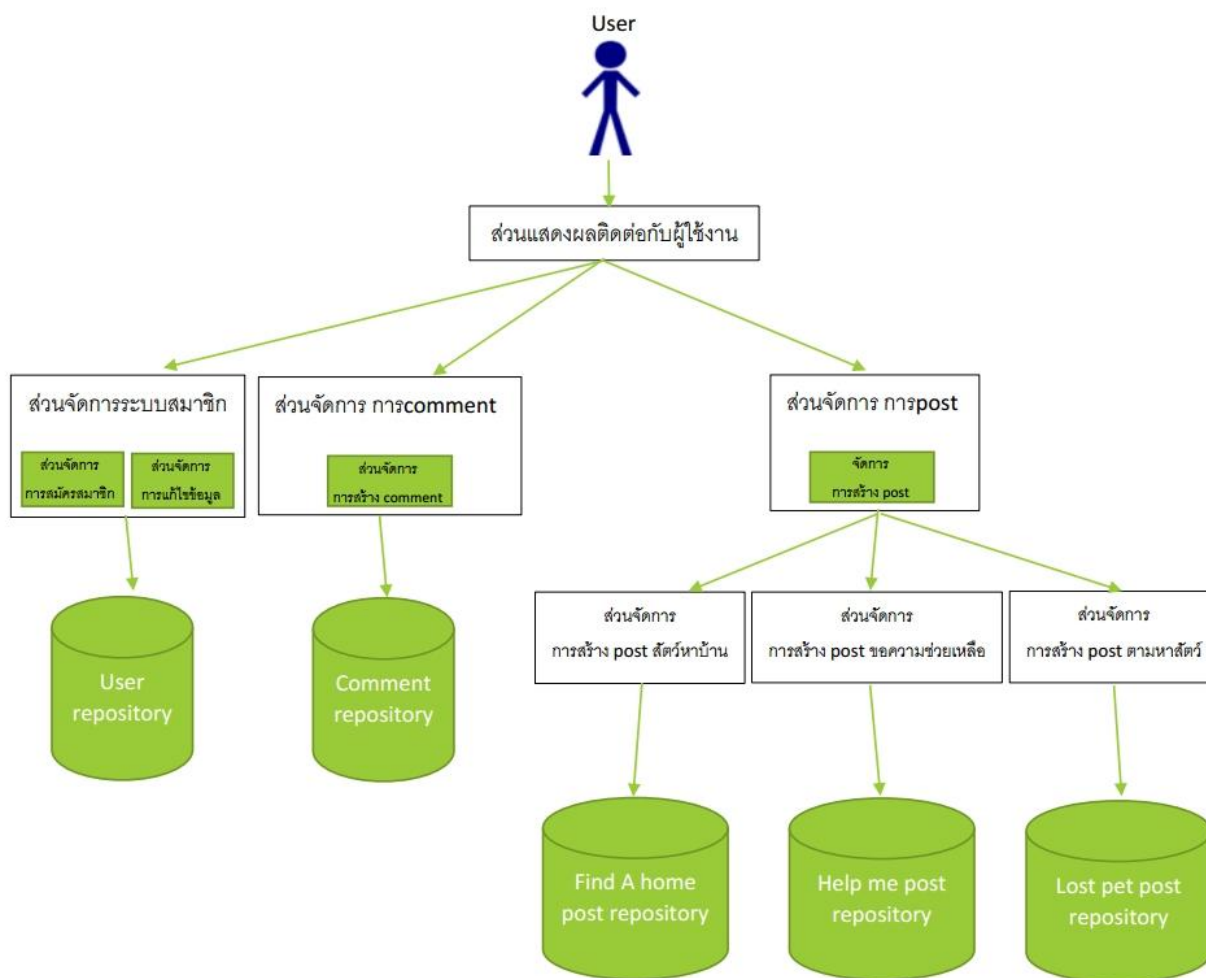 User
ส่วนแสดงผลติดต่อกับผู้ใช้งาน
ส่วนจัดการระบบสมาชิก
ส่วนจัดการ
การสมัครสมาชิก
ส่วนจัดการ
การแก้ไขข้อมูล
ส่วนจัดการ การcomment
ส่วนจัดการ
การสร้าง comment
ส่วนจัดการ การpost
จัดการ
การสร้าง post
User
repository
Comment
repository
ส่วนจัดการ
การสร้าง post สัตว์หาบ้าน
ส่วนจัดการ
การสร้าง post ขอความช่วยเหลือ
ส่วนจัดการ
การสร้าง post ตามหาสัตว์
Find A home
post repository
Help me post
repository
Lost pet post
repository